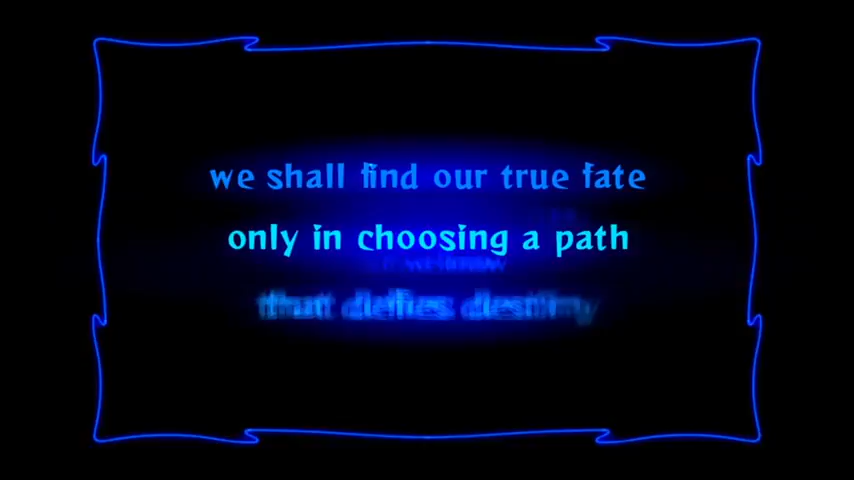 we shall find our true fate
only in choosing a path
that defies destiny